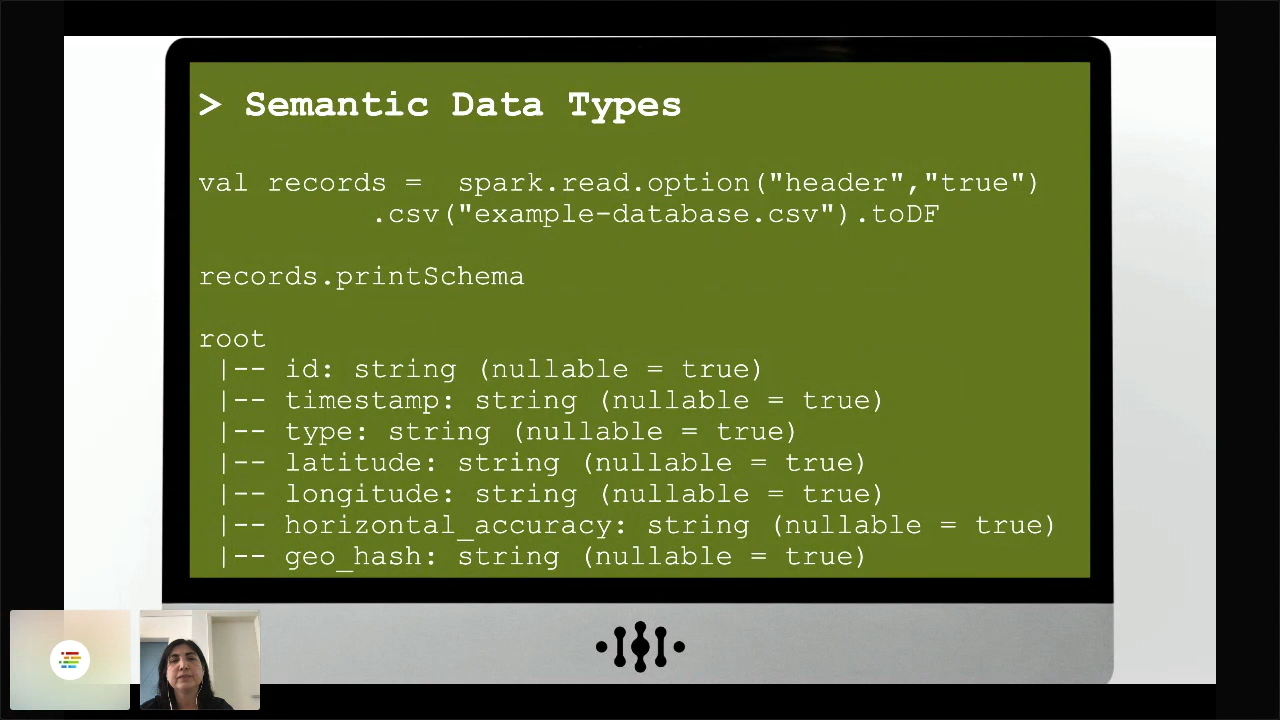 > Semantic Data Types
val records =  spark.read.option("header","true")
.csv("example-database.csv").toDF
records.printSchema
root
|-- id: string (nullable = true)
|-- timestamp: string (nullable = true)
|-- type: string (nullable = true)
|-- latitude: string (nullable = true)
|-- longitude: string (nullable = true)
|-- horizontal_accuracy: string (nullable = true)
|-- geo_hash: string (nullable = true)